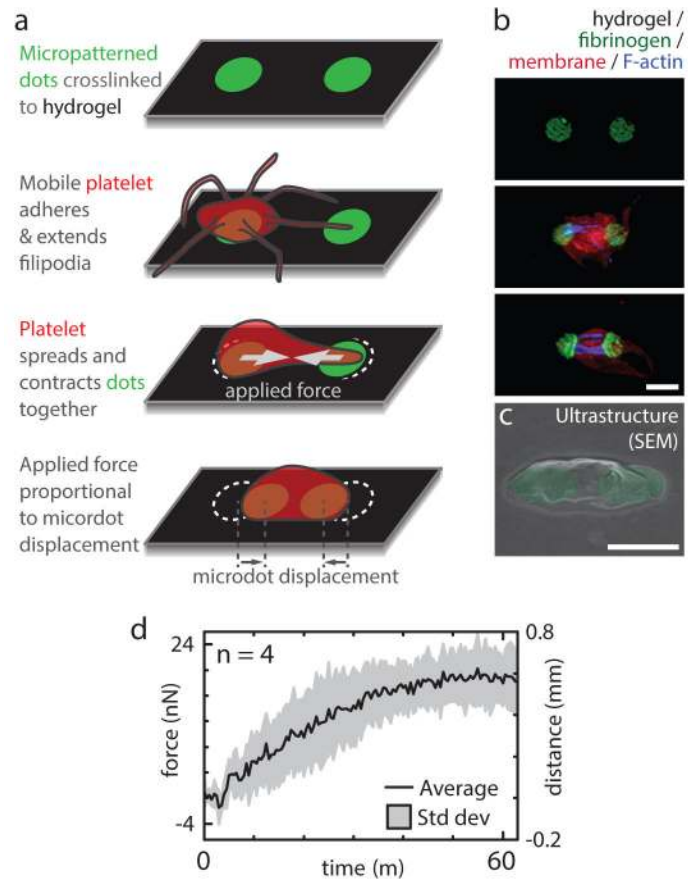 a
Micropatterned
dots crosslinked
to hydrogel
Mobile platelet
adheres
& extends
filipodia
Platelet
spreads and
contracts dots
together
applied force
Applied force
proportional
to micordot
displacement
microdot displacement
b
hydrogel /
fibrinogen /
membrane / F-actin
c
Ultrastructure
(SEM)
d
24
n = 4
0.8
force (nN)
distance (mm)
Average
Std dev
-4
-0.2
0
60
time (m)